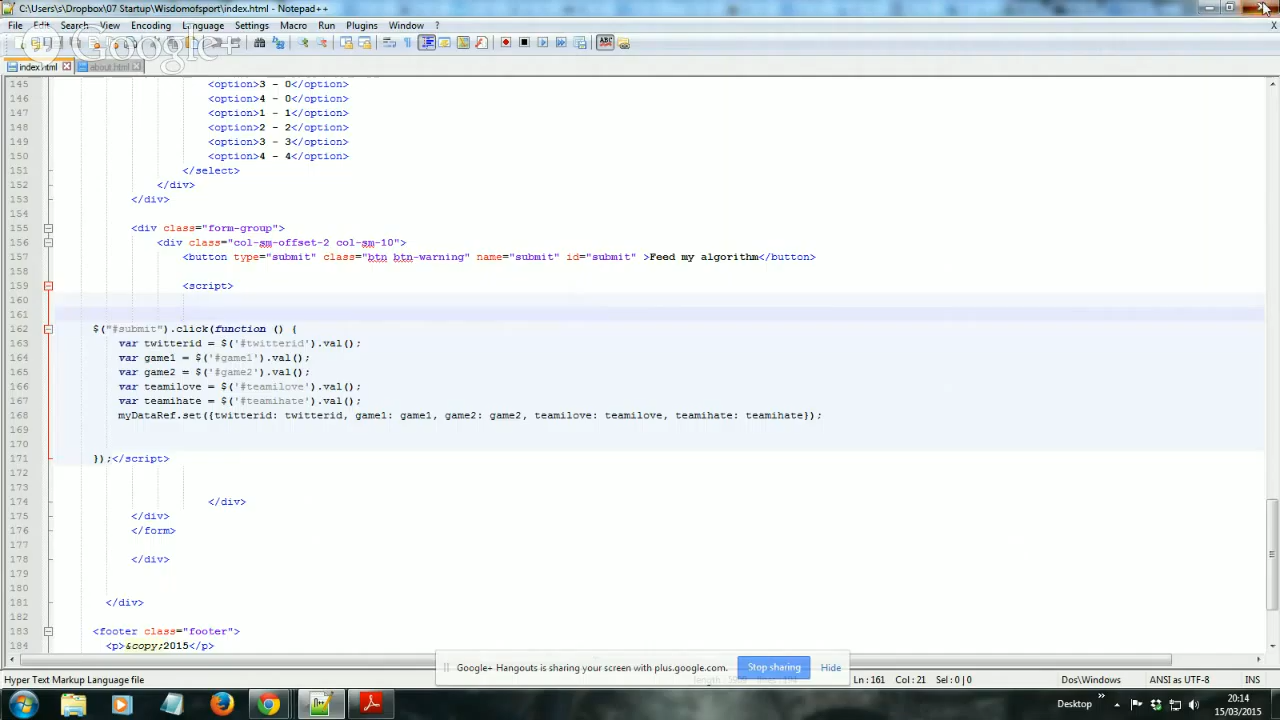 C:\Users\s\Dropbox\07 Startup\Wisdomofsport\index.html - Notepad++
File Edit Search View Encoding Language Settings Macro Run Plugins Window ?
Google+
index.html about.html
145 <option>3 - 0</option>
146 <option>4 - 0</option>
147 <option>1 - 1</option>
148 <option>2 - 2</option>
149 <option>3 - 3</option>
150 <option>4 - 4</option>
151 </select>
152 </div>
153 </div>
154
155 <div class="form-group">
156 <div class="col-sm-offset-2 col-sm-10">
157 <button type="submit" class="btn btn-warning" name="submit" id="submit" >Feed my algorithm</button>
158
159 <script>
160
161
162 $("#submit").click(function () {
163 var twitterid = $('#twitterid').val();
164 var game1 = $('#game1').val();
165 var game2 = $('#game2').val();
166 var teamilove = $('#teamilove').val();
167 var teamihate = $('#teamihate').val();
168 myDataRef.set({twitterid: twitterid, game1: game1, game2: game2, teamilove: teamilove, teamihate: teamihate});
169
170
171 });</script>
172
173
174 </div>
175 </div>
176 </form>
177
178 </div>
179
180
181 </div>
182
183 <footer class="footer">
184 <p>&copy;2015</p>
Google+ Hangouts is sharing your screen with plus.google.com. Stop sharing Hide
Hyper Text Markup Language file Ln:161 Col:21 Sel:0|0 Dos\Windows ANSI as UTF-8 INS
Desktop
20:14
15/03/2015